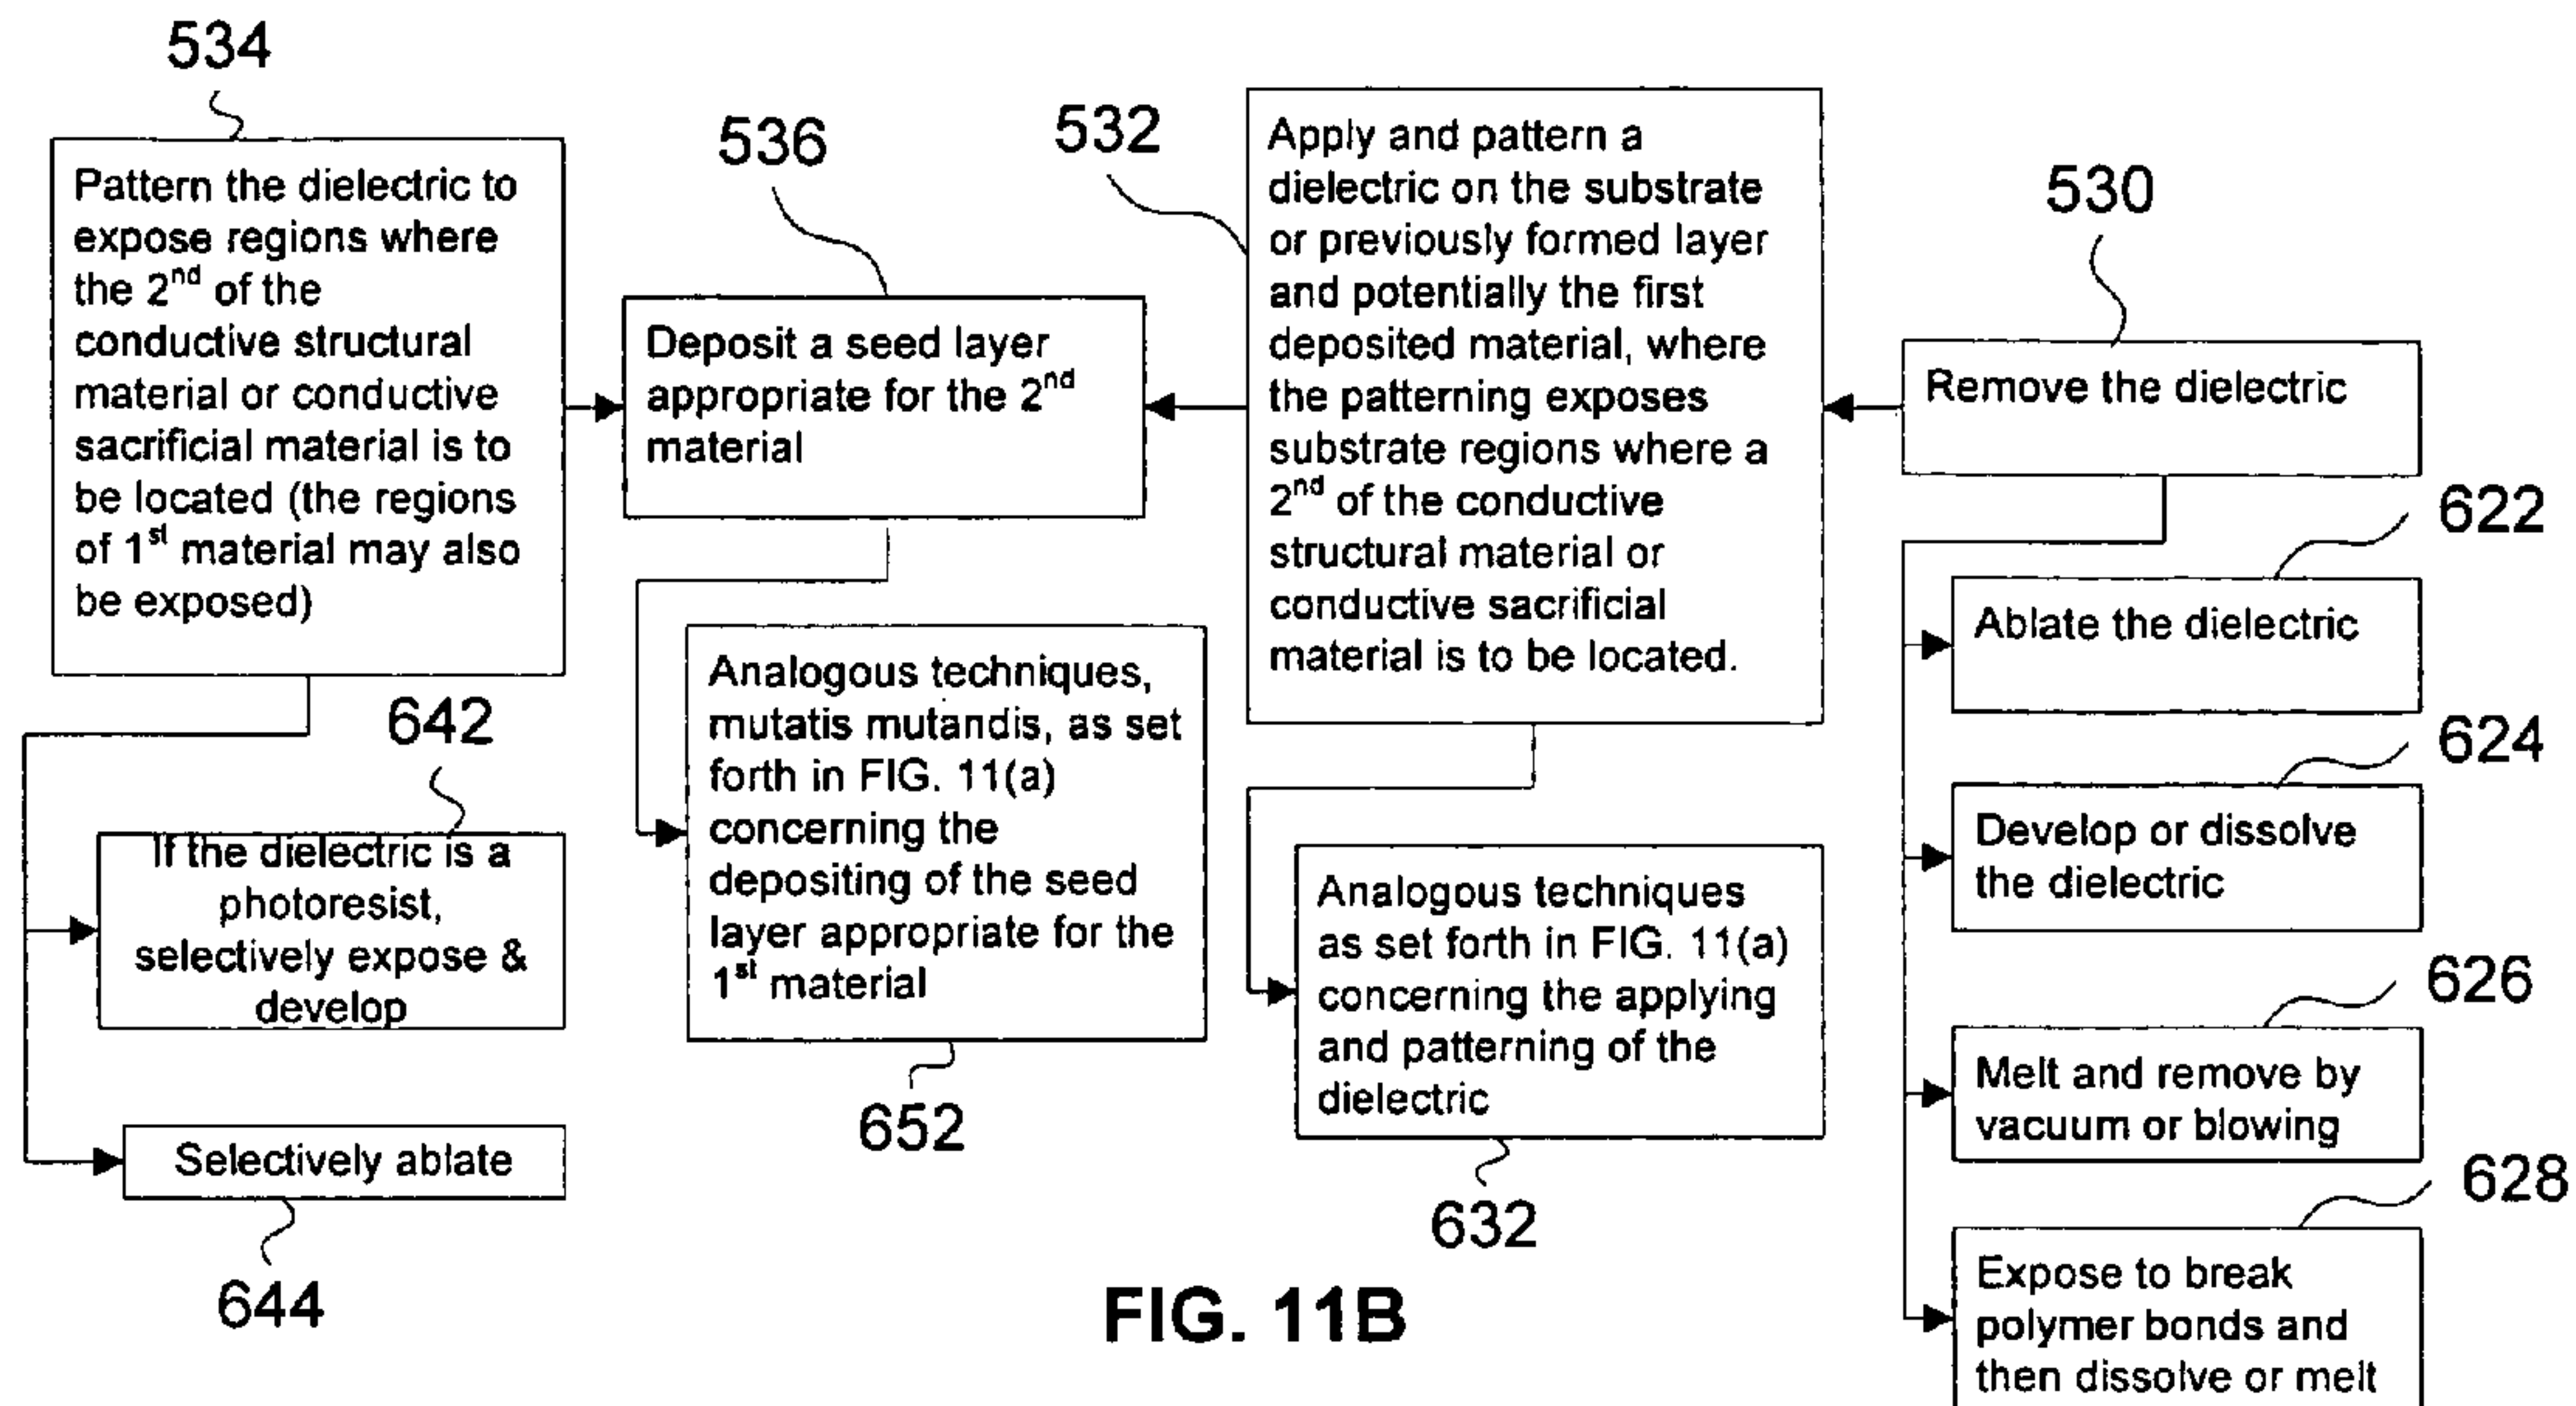 534
Pattern the dielectric to
expose regions where
the 2nd of the
conductive structural
material or conductive
sacrificial material is to
be located (the regions
of 1st material may also
be exposed)
536
Deposit a seed layer
appropriate for the 2nd
material
532
Apply and pattern a
dielectric on the substrate
or previously formed layer
and potentially the first
deposited material, where
the patterning exposes
substrate regions where a
2nd of the conductive
structural material or
conductive sacrificial
material is to be located.
530
Remove the dielectric
622
Ablate the dielectric
624
Develop or dissolve
the dielectric
626
Melt and remove by
vacuum or blowing
628
Expose to break
polymer bonds and
then dissolve or melt
642
If the dielectric is a
photoresist,
selectively expose &
develop
Selectively ablate
644
Analogous techniques,
mutatis mutandis, as set
forth in FIG. 11(a)
concerning the
depositing of the seed
layer appropriate for the
1st material
652
Analogous techniques
as set forth in FIG. 11(a)
concerning the applying
and patterning of the
dielectric
632
FIG. 11B